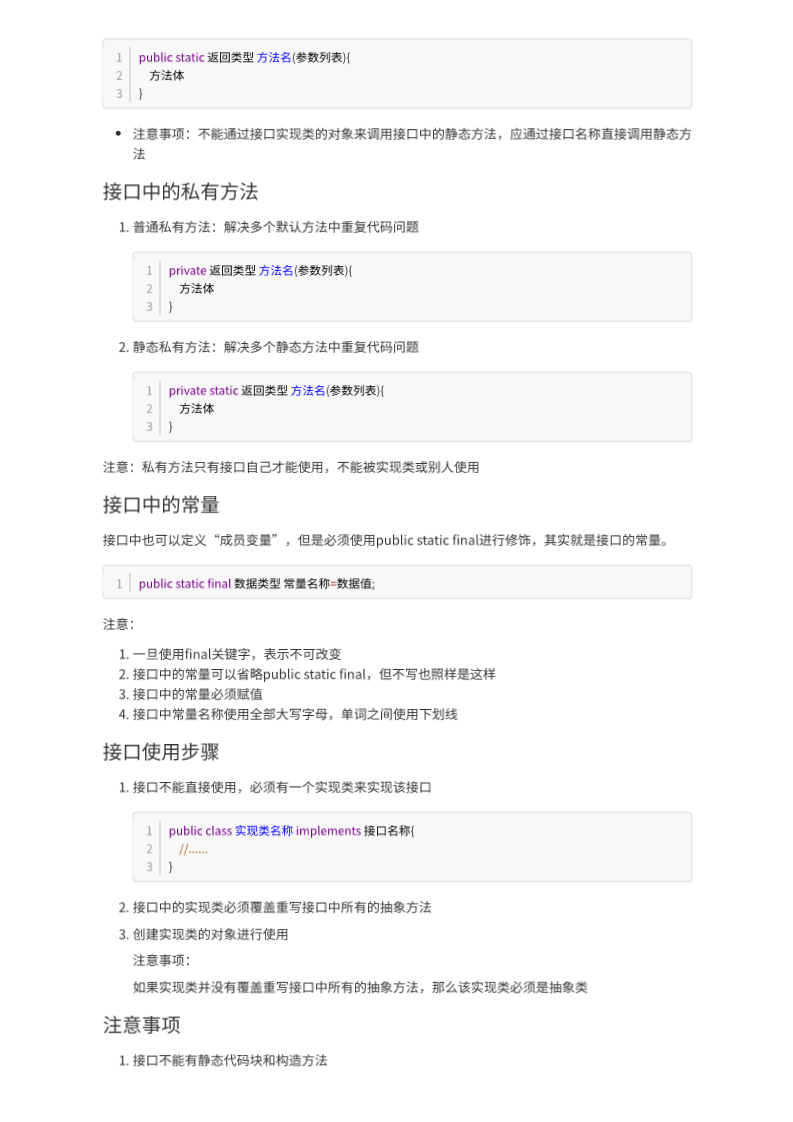 1 public static 返回类型 方法名(参数列表){
2 方法体
3 }
• 注意事项：不能通过接口实现类的对象来调用接口中的静态方法，应通过接口名称直接调用静态方
法
接口中的私有方法
1. 普通私有方法：解决多个默认方法中重复代码问题
1 private 返回类型 方法名(参数列表){
2 方法体
3 }
2. 静态私有方法：解决多个静态方法中重复代码问题
1 private static 返回类型 方法名(参数列表){
2 方法体
3 }
注意：私有方法只有接口自己才能使用，不能被实现类或别人使用
接口中的常量
接口中也可以定义“成员变量”，但是必须使用public static final进行修饰，其实就是接口的常量。
1 public static final 数据类型 常量名称=数据值;
注意：
1. 一旦使用final关键字，表示不可改变
2. 接口中的常量可以省略public static final，但不写也照样是这样
3. 接口中的常量必须赋值
4. 接口中常量名称使用全部大写字母，单词之间使用下划线
接口使用步骤
1. 接口不能直接使用，必须有一个实现类来实现该接口
1 public class 实现类名称 implements 接口名称{
2 //......
3 }
2. 接口中的实现类必须覆盖重写接口中所有的抽象方法
3. 创建实现类的对象进行使用
注意事项：
如果实现类并没有覆盖重写接口中所有的抽象方法，那么该实现类必须是抽象类
注意事项
1. 接口不能有静态代码块和构造方法